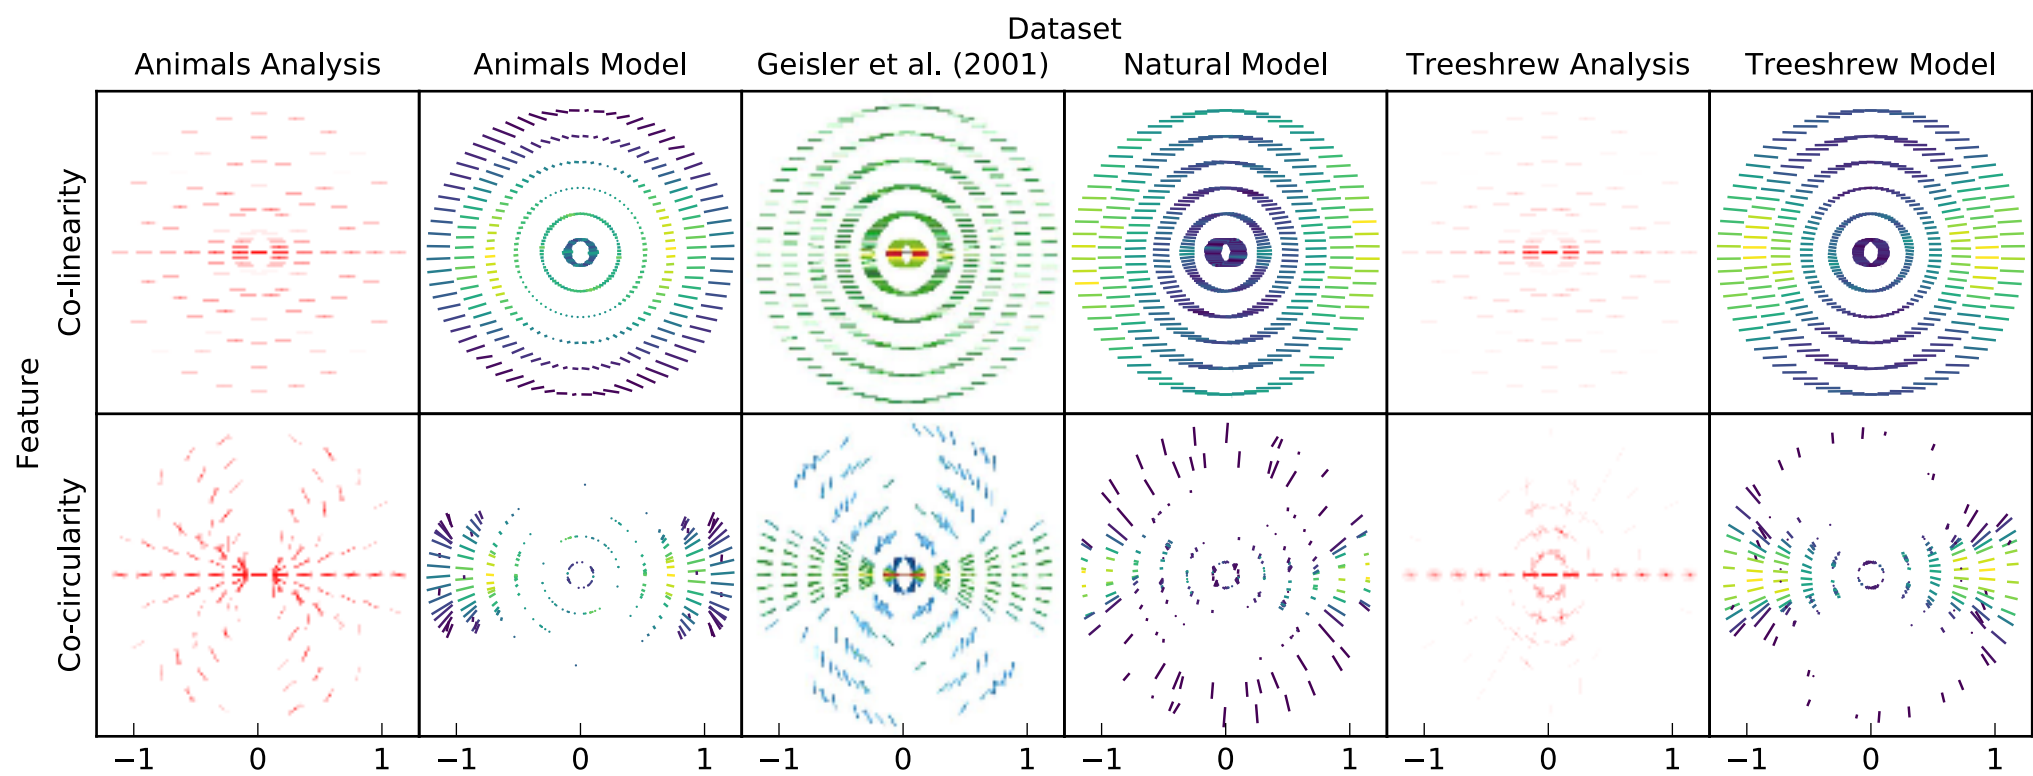 Dataset
Animals Analysis Animals Model Geisler et al. (2001) Natural Model Treeshrew Analysis Treeshrew Model
Feature
Co-linearity
Co-circularity
−1 0 1 −1 0 1 −1 0 1 −1 0 1 −1 0 1 −1 0 1